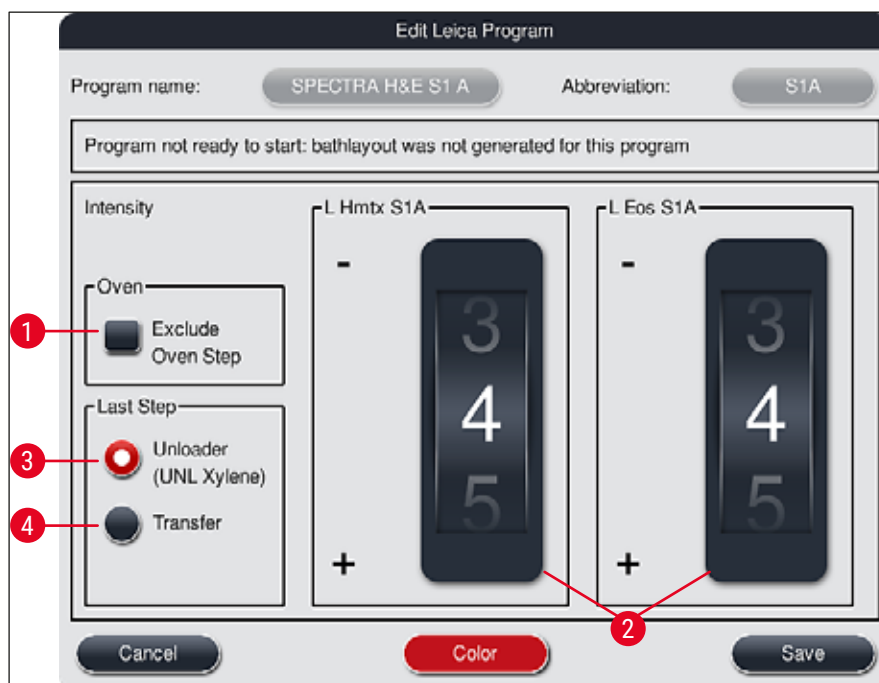 Edit Leica Program
Program name: SPECTRA H&E S1 A Abbreviation: S1A
Program not ready to start: bathlayout was not generated for this program
Intensity
L Hmtx S1A
L Eos S1A
- -
Oven
1 Exclude
Oven Step
3 3
4 4
5 5
Last Step
3 Unloader
(UNL Xylene)
4 Transfer
+ +
2
Cancel Color Save